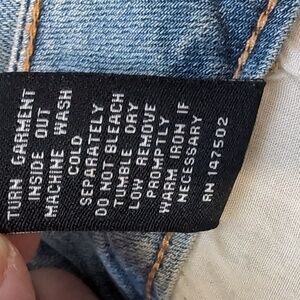 TURN GARMENT
INSIDE OUT
MACHINE WASH
COLD
SEPARATELY
DO NOT BLEACH
TUMBLE DRY
LOW REMOVE
PROMPTLY
WARM IRON IF
NECESSARY
RN 147502